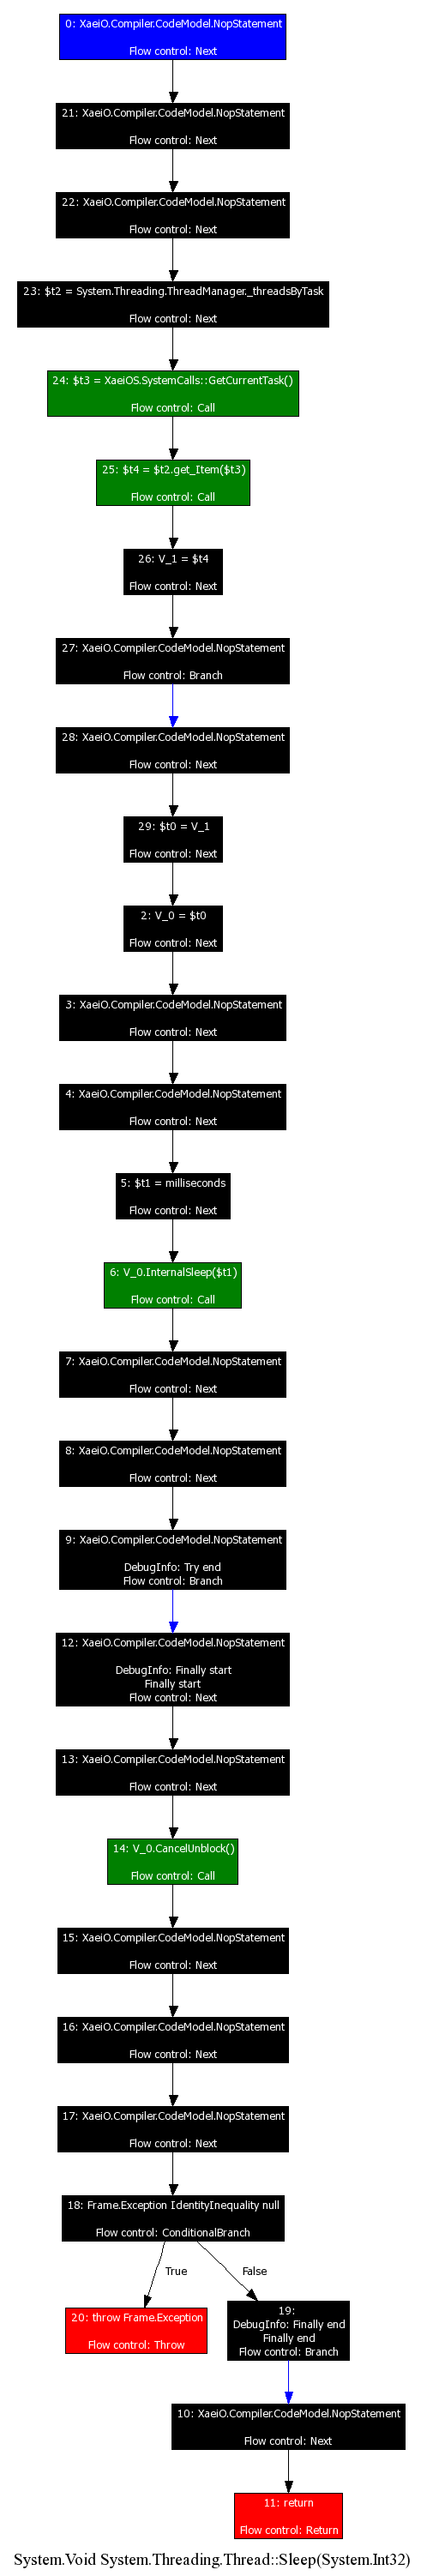 0: XaeiO.Compiler.CodeModel.NopStatement
Flow control: Next
21: XaeiO.Compiler.CodeModel.NopStatement
Flow control: Next
22: XaeiO.Compiler.CodeModel.NopStatement
Flow control: Next
23: $t2 = System.Threading.ThreadManager._threadsByTask
Flow control: Next
24: $t3 = XaeiOS.SystemCalls::GetCurrentTask()
Flow control: Call
25: $t4 = $t2.get_Item($t3)
Flow control: Call
26: V_1 = $t4
Flow control: Next
27: XaeiO.Compiler.CodeModel.NopStatement
Flow control: Branch
28: XaeiO.Compiler.CodeModel.NopStatement
Flow control: Next
29: $t0 = V_1
Flow control: Next
2: V_0 = $t0
Flow control: Next
3: XaeiO.Compiler.CodeModel.NopStatement
Flow control: Next
4: XaeiO.Compiler.CodeModel.NopStatement
Flow control: Next
5: $t1 = milliseconds
Flow control: Next
6: V_0.InternalSleep($t1)
Flow control: Call
7: XaeiO.Compiler.CodeModel.NopStatement
Flow control: Next
8: XaeiO.Compiler.CodeModel.NopStatement
Flow control: Next
9: XaeiO.Compiler.CodeModel.NopStatement
DebugInfo: Try end
Flow control: Branch
12: XaeiO.Compiler.CodeModel.NopStatement
DebugInfo: Finally start
Finally start
Flow control: Next
13: XaeiO.Compiler.CodeModel.NopStatement
Flow control: Next
14: V_0.CancelUnblock()
Flow control: Call
15: XaeiO.Compiler.CodeModel.NopStatement
Flow control: Next
16: XaeiO.Compiler.CodeModel.NopStatement
Flow control: Next
17: XaeiO.Compiler.CodeModel.NopStatement
Flow control: Next
18: Frame.Exception IdentityInequality null
Flow control: ConditionalBranch
True
False
20: throw Frame.Exception
Flow control: Throw
19:
DebugInfo: Finally end
Finally end
Flow control: Branch
10: XaeiO.Compiler.CodeModel.NopStatement
Flow control: Next
11: return
Flow control: Return
System.Void System.Threading.Thread::Sleep(System.Int32)